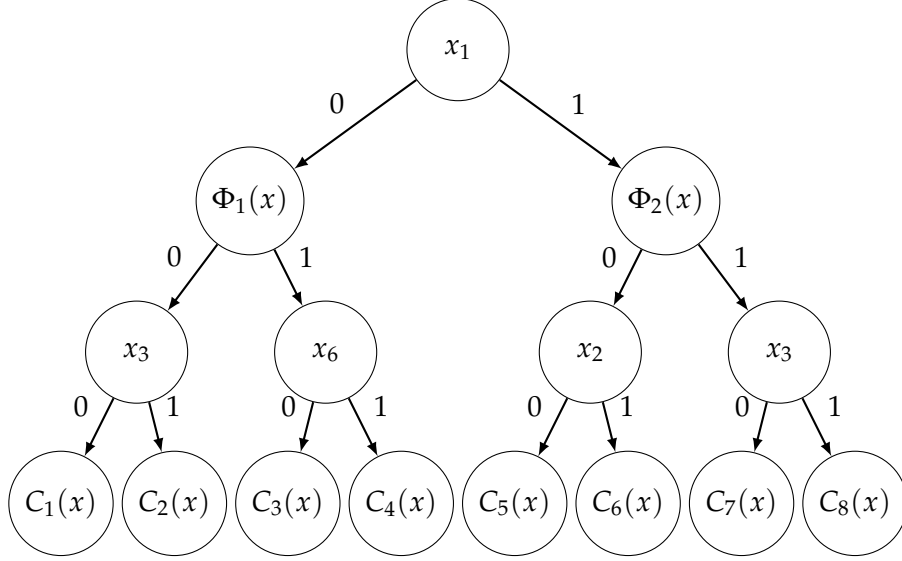 x₁
0 1
Φ₁(x) Φ₂(x)
0 1 0 1
x₃ x₆ x₂ x₃
0 1 0 1 0 1 0 1
C₁(x) C₂(x) C₃(x) C₄(x) C₅(x) C₆(x) C₇(x) C₈(x)